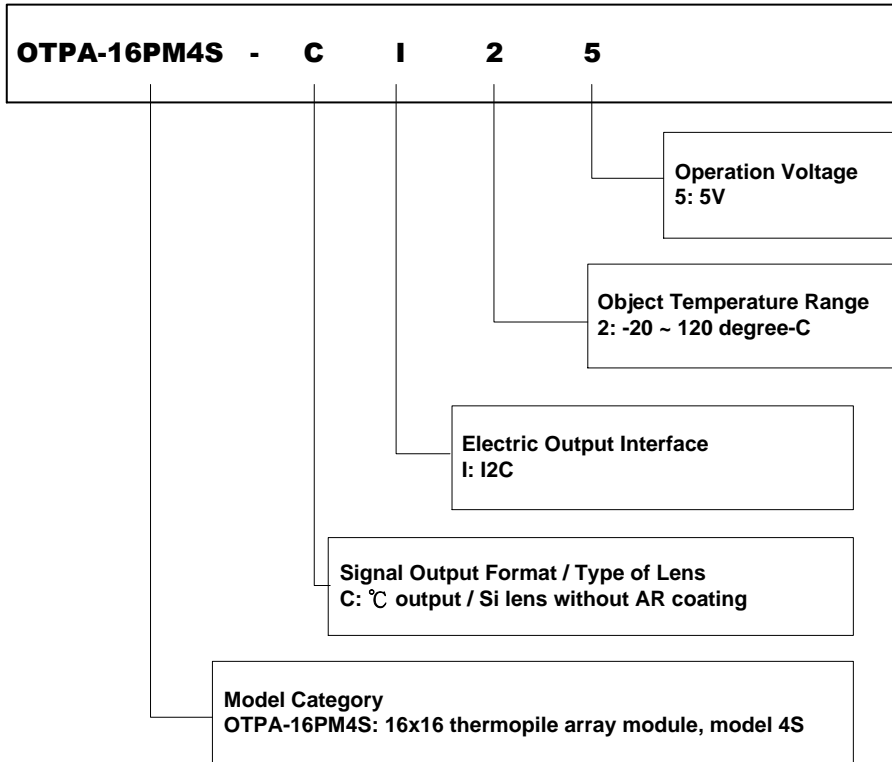 OTPA-16PM4S - C I 2 5
Operation Voltage
5: 5V
Object Temperature Range
2: -20 ~ 120 degree-C
Electric Output Interface
I: I2C
Signal Output Format / Type of Lens
C: ℃ output / Si lens without AR coating
Model Category
OTPA-16PM4S: 16x16 thermopile array module, model 4S